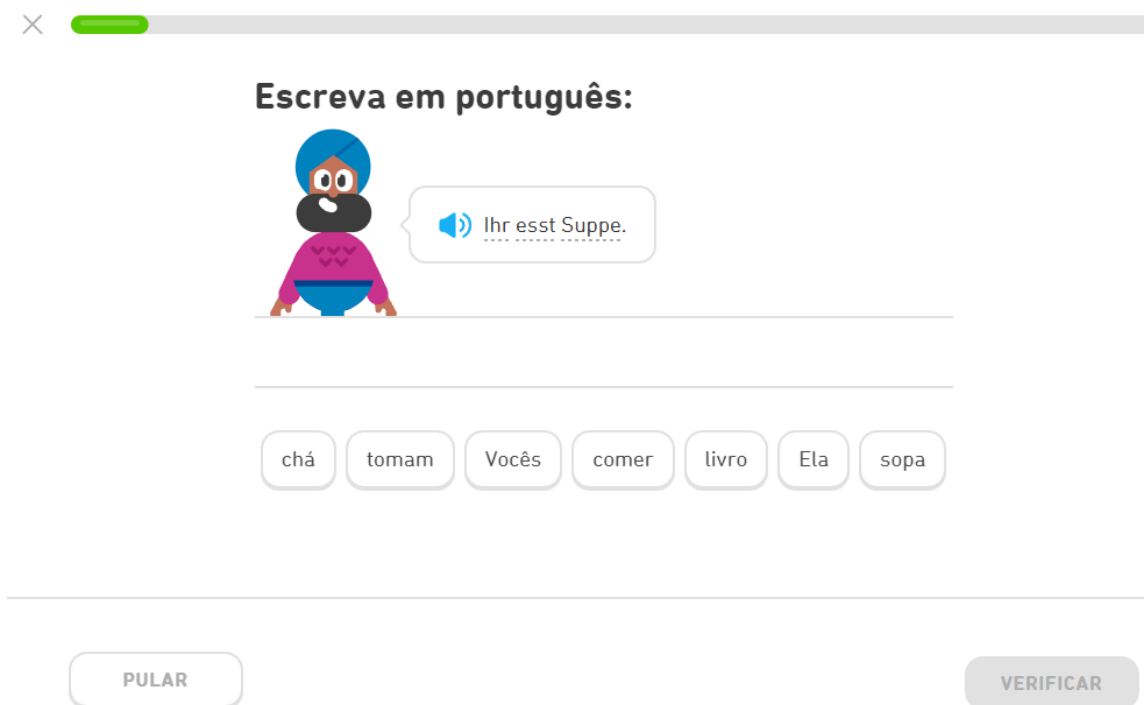 Escreva em português:
Ihr esst Suppe.
chá tomam Vocês comer livro Ela sopa
PULAR VERIFICAR